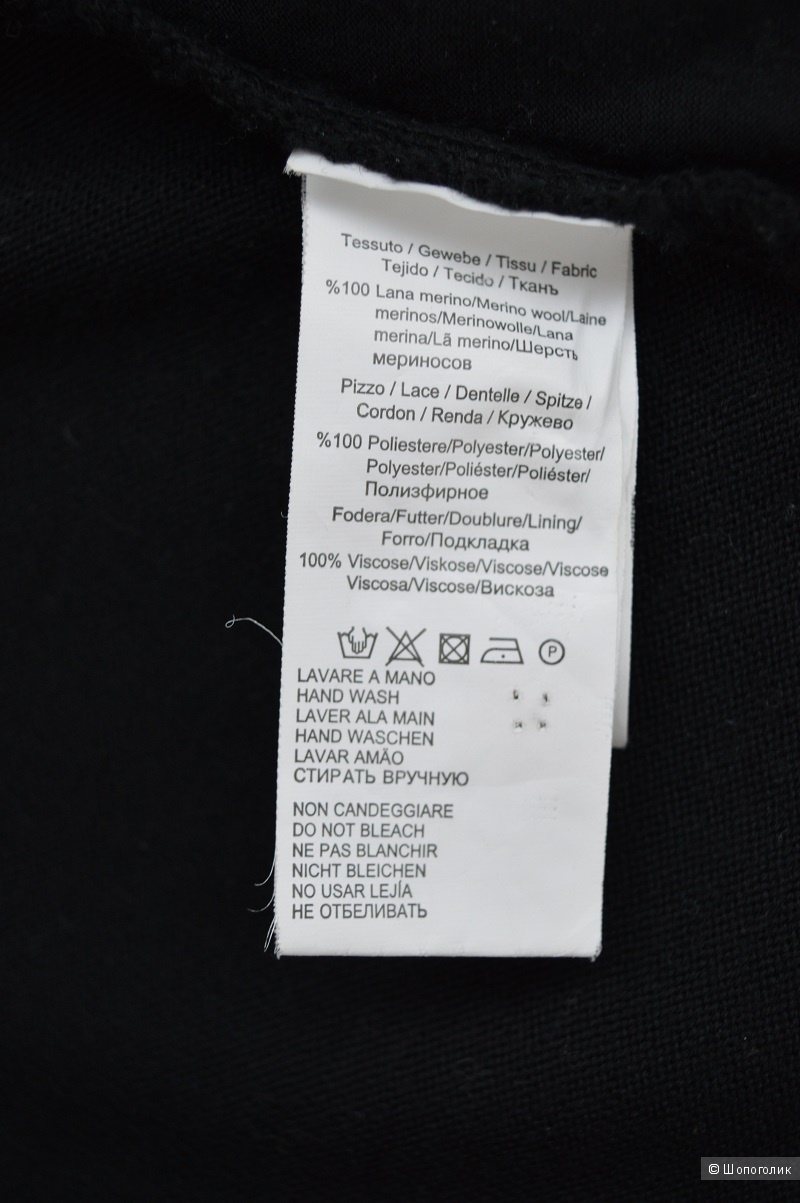 Tessuto / Gewebe / Tissu / Fabric
Tejido / Tecido / Ткань
%100 Lana merino/Merino wool/Laine
merinos/Merinowolle/Lana
merina/Lã merino/Шерсть
мериносов
Pizzo / Lace / Dentelle / Spitze /
Cordon / Renda / Кружево
%100 Poliestere/Polyester/Polyester/
Polyester/Poliéster/Poliéster/
Полизфирное
Fodera/Futter/Doublure/Lining/
Forro/Подкладка
100% Viscose/Viskose/Viscose/Viscose
Viscosa/Viscose/Вискоза
P
LAVARE A MANO
HAND WASH
LAVER ALA MAIN
HAND WASCHEN
LAVAR AMÃO
СТИРАТЬ ВРУЧНУЮ
NON CANDEGGIARE
DO NOT BLEACH
NE PAS BLANCHIR
NICHT BLEICHEN
NO USAR LEJÍA
НЕ ОТБЕЛИВАТЬ
© Шопоголик